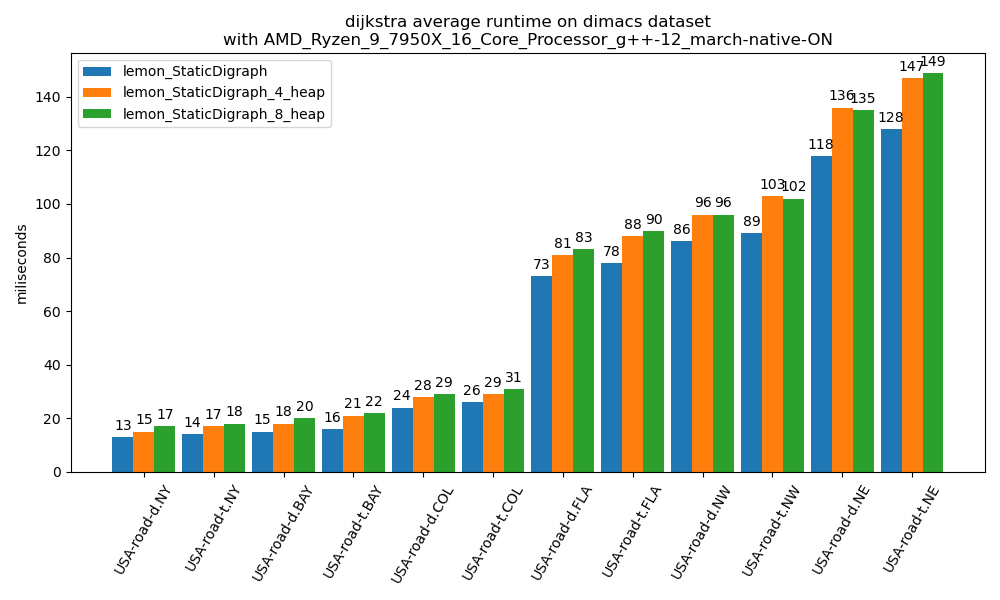 dijkstra average runtime on dimacs dataset
with AMD_Ryzen_9_7950X_16_Core_Processor_g++-12_march-native-ON
lemon_StaticDigraph
lemon_StaticDigraph_4_heap
lemon_StaticDigraph_8_heap
miliseconds
140
120
100
80
60
40
20
0
13 15 17
14 17 18
15 18 20
16 21 22
24 28 29
26 29 31
73 81 83
78 88 90
86 96 96
89 103 102
118 136 135
128 147 149
USA-road-d.NY
USA-road-t.NY
USA-road-d.BAY
USA-road-t.BAY
USA-road-d.COL
USA-road-t.COL
USA-road-d.FLA
USA-road-t.FLA
USA-road-d.NW
USA-road-t.NW
USA-road-d.NE
USA-road-t.NE